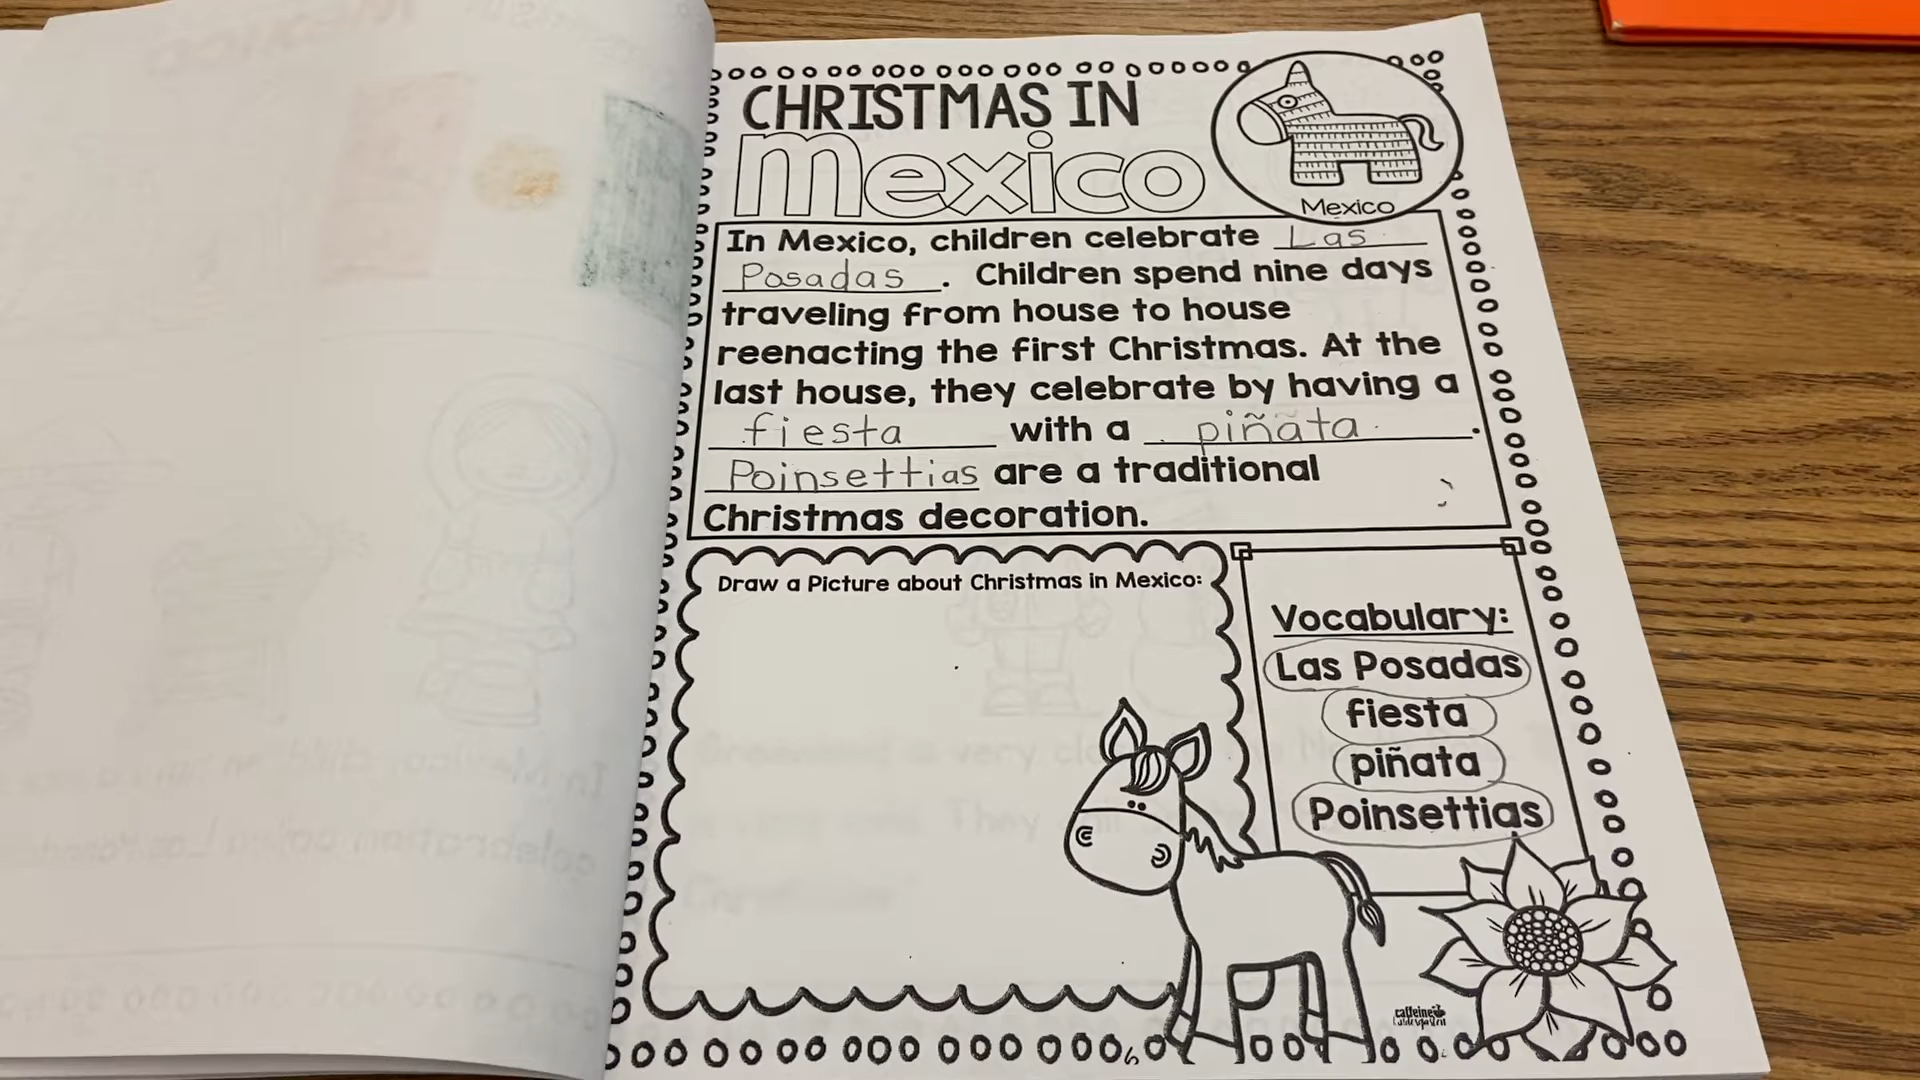 CHRISTMAS IN
Mexico
Mexico
In Mexico, children celebrate Las
Posadas. Children spend nine days
traveling from house to house
reenacting the first Christmas. At the
last house, they celebrate by having a
fiesta with a piñata.
Poinsettias are a traditional
Christmas decoration.
Draw a Picture about Christmas in Mexico:
Vocabulary:
Las Posadas
fiesta
piñata
Poinsettias
caffeine